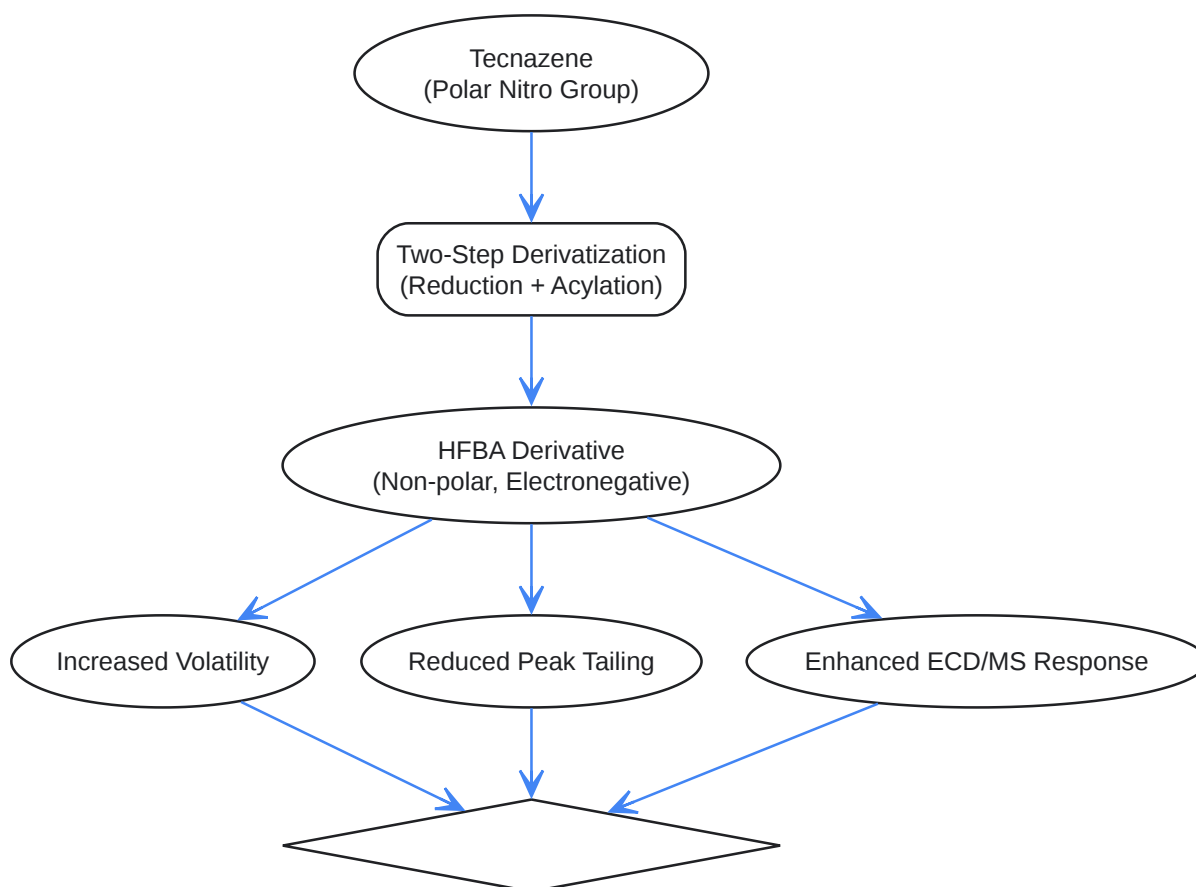 Tecnazene
(Polar Nitro Group)
Two-Step Derivatization
(Reduction + Acylation)
HFBA Derivative
(Non-polar, Electronegative)
Increased Volatility
Reduced Peak Tailing
Enhanced ECD/MS Response